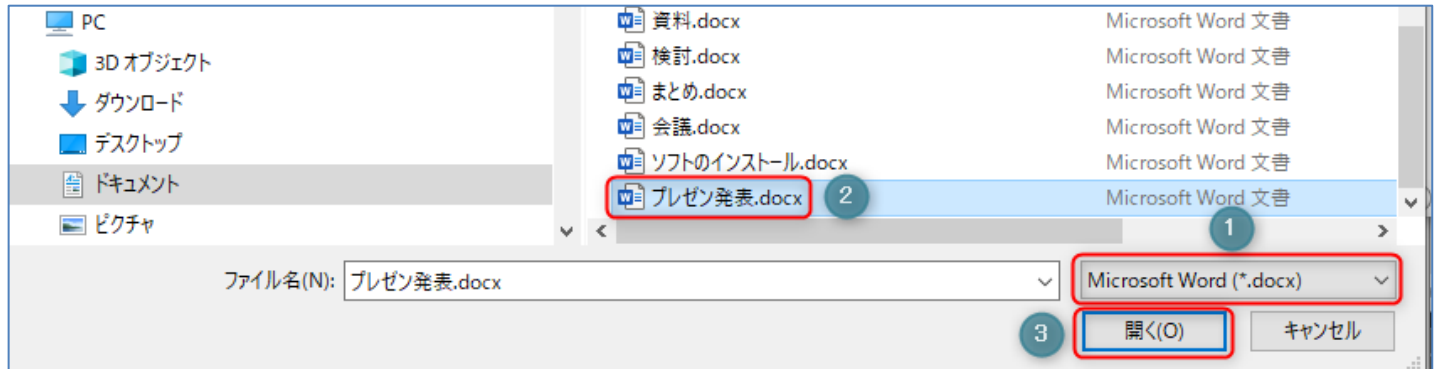 PC
3D オブジェクト
ダウンロード
デスクトップ
ドキュメント
ピクチャ
資料.docx Microsoft Word 文書
検討.docx Microsoft Word 文書
まとめ.docx Microsoft Word 文書
会議.docx Microsoft Word 文書
ソフトのインストール.docx Microsoft Word 文書
プレゼン発表.docx 2 Microsoft Word 文書
1
ファイル名(N): プレゼン発表.docx Microsoft Word (*.docx)
3 開く(O) キャンセル